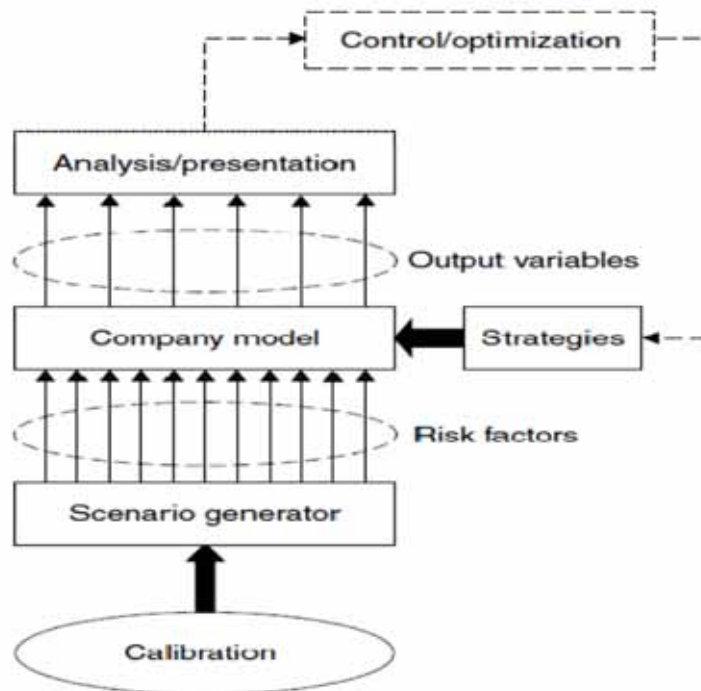 Control/optimization
Analysis/presentation
Output variables
Company model
Strategies
Risk factors
Scenario generator
Calibration